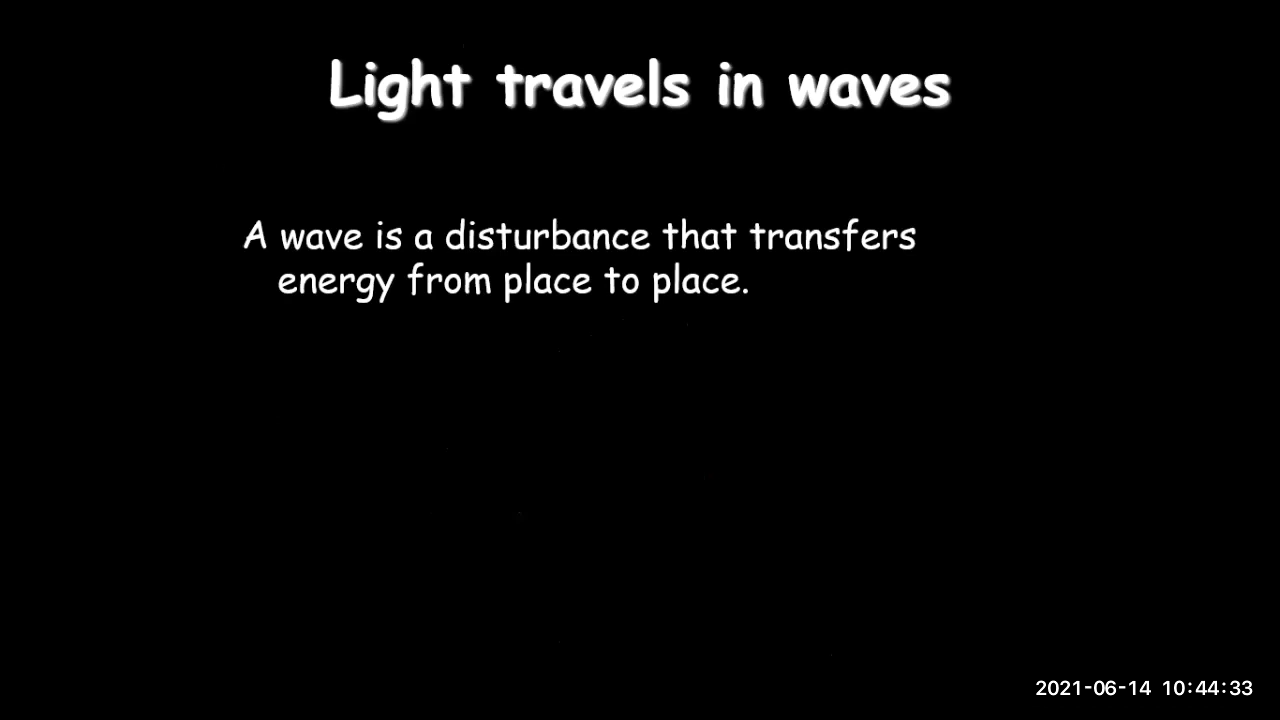 Light travels in waves
A wave is a disturbance that transfers
energy from place to place.
2021-06-14 10:44:33